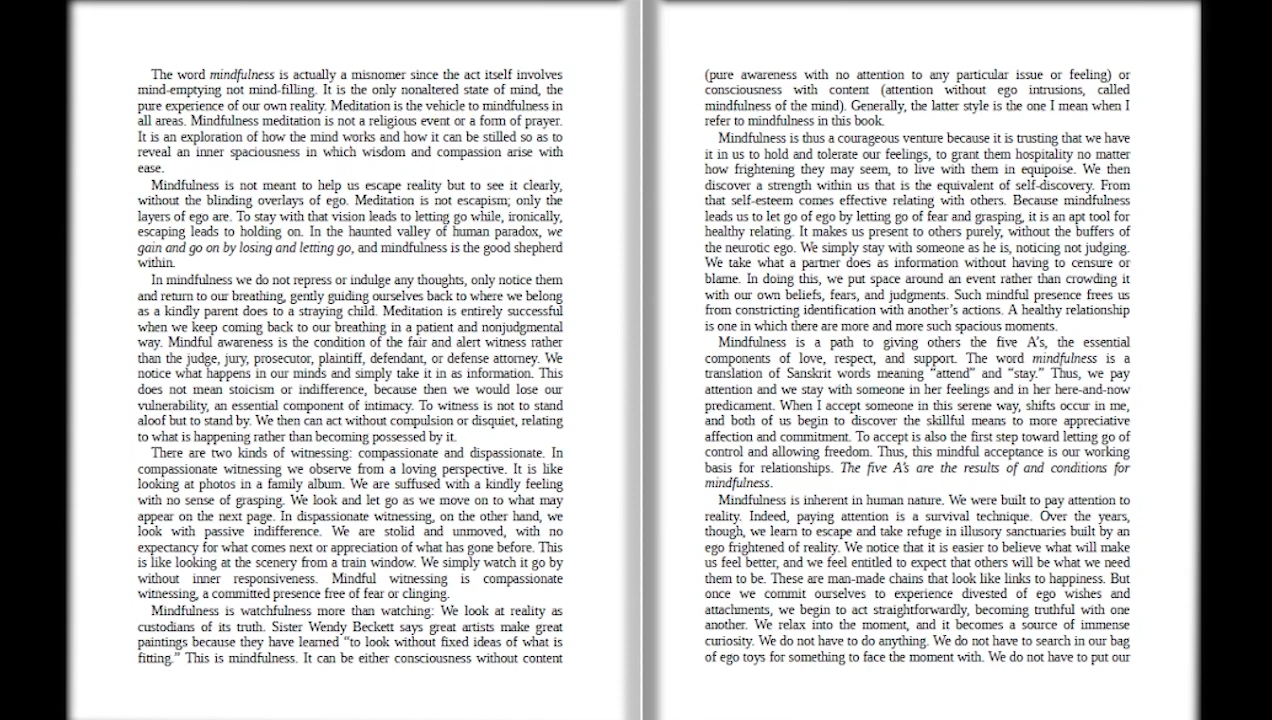 The word mindfulness is actually a misnomer since the act itself involves
mind-emptying not mind-filling. It is the only nonaltered state of mind, the
pure experience of our own reality. Meditation is the vehicle to mindfulness in
all areas. Mindfulness meditation is not a religious event or a form of prayer.
It is an exploration of how the mind works and how it can be stilled so as to
reveal an inner spaciousness in which wisdom and compassion arise with
ease.
Mindfulness is not meant to help us escape reality but to see it clearly,
without the blinding overlays of ego. Meditation is not escapism; only the
layers of ego are. To stay with that vision leads to letting go while, ironically,
escaping leads to holding on. In the haunted valley of human paradox, we
gain and go on by losing and letting go, and mindfulness is the good shepherd
within.
In mindfulness we do not repress or indulge any thoughts, only notice them
and return to our breathing, gently guiding ourselves back to where we belong
as a kindly parent does to a straying child. Meditation is entirely successful
when we keep coming back to our breathing in a patient and nonjudgmental
way. Mindful awareness is the condition of the fair and alert witness rather
than the judge, jury, prosecutor, plaintiff, defendant, or defense attorney. We
notice what happens in our minds and simply take it in as information. This
does not mean stoicism or indifference, because then we would lose our
vulnerability, an essential component of intimacy. To witness is not to stand
aloof but to stand by. We then can act without compulsion or disquiet, relating
to what is happening rather than becoming possessed by it.
There are two kinds of witnessing: compassionate and dispassionate. In
compassionate witnessing we observe from a loving perspective. It is like
looking at photos in a family album. We are suffused with a kindly feeling
with no sense of grasping. We look and let go as we move on to what may
appear on the next page. In dispassionate witnessing, on the other hand, we
look with passive indifference. We are stolid and unmoved, with no
expectancy for what comes next or appreciation of what has gone before. This
is like looking at the scenery from a train window. We simply watch it go by
without inner responsiveness. Mindful witnessing is compassionate
witnessing, a committed presence free of fear or clinging.
Mindfulness is watchfulness more than watching: We look at reality as
custodians of its truth. Sister Wendy Beckett says great artists make great
paintings because they have learned “to look without fixed ideas of what is
fitting.” This is mindfulness. It can be either consciousness without content
(pure awareness with no attention to any particular issue or feeling) or
consciousness with content (attention without ego intrusions, called
mindfulness of the mind). Generally, the latter style is the one I mean when I
refer to mindfulness in this book.
Mindfulness is thus a courageous venture because it is trusting that we have
it in us to hold and tolerate our feelings, to grant them hospitality no matter
how frightening they may seem, to live with them in equipoise. We then
discover a strength within us that is the equivalent of self-discovery. From
that self-esteem comes effective relating with others. Because mindfulness
leads us to let go of ego by letting go of fear and grasping, it is an apt tool for
healthy relating. It makes us present to others purely, without the buffers of
the neurotic ego. We simply stay with someone as he is, noticing not judging.
We take what a partner does as information without having to censure or
blame. In doing this, we put space around an event rather than crowding it
with our own beliefs, fears, and judgments. Such mindful presence frees us
from constricting identification with another’s actions. A healthy relationship
is one in which there are more and more such spacious moments.
Mindfulness is a path to giving others the five A’s, the essential
components of love, respect, and support. The word mindfulness is a
translation of Sanskrit words meaning “attend” and “stay.” Thus, we pay
attention and we stay with someone in her feelings and in her here-and-now
predicament. When I accept someone in this serene way, shifts occur in me,
and both of us begin to discover the skillful means to more appreciative
affection and commitment. To accept is also the first step toward letting go of
control and allowing freedom. Thus, this mindful acceptance is our working
basis for relationships. The five A’s are the results of and conditions for
mindfulness.
Mindfulness is inherent in human nature. We were built to pay attention to
reality. Indeed, paying attention is a survival technique. Over the years,
though, we learn to escape and take refuge in illusory sanctuaries built by an
ego frightened of reality. We notice that it is easier to believe what will make
us feel better, and we feel entitled to expect that others will be what we need
them to be. These are man-made chains that look like links to happiness. But
once we commit ourselves to experience divested of ego wishes and
attachments, we begin to act straightforwardly, becoming truthful with one
another. We relax into the moment, and it becomes a source of immense
curiosity. We do not have to do anything. We do not have to search in our bag
of ego toys for something to face the moment with. We do not have to put our